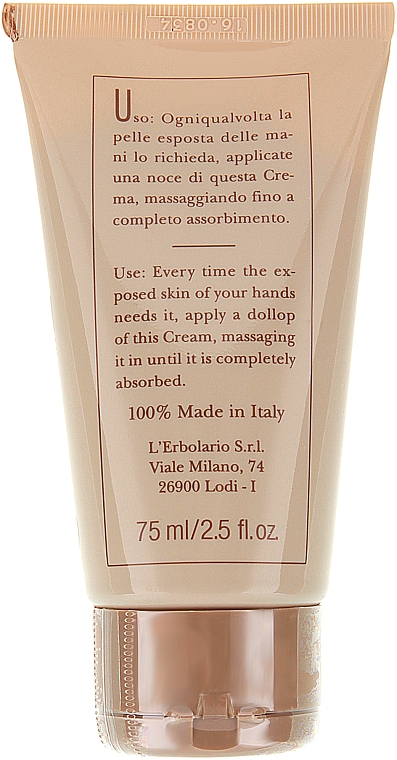 16.0834
Uso: Ogniqualvolta la
pelle esposta delle ma-
ni lo richieda, applicate
una noce di questa Cre-
ma, massaggiando fino a
completo assorbimento.
Use: Every time the ex-
posed skin of your hands
needs it, apply a dollop
of this Cream, massaging
it in until it is completely
absorbed.
100% Made in Italy
L'Erbolario S.r.l.
Viale Milano, 74
26900 Lodi - I
75 ml/2.5 fl.oz.